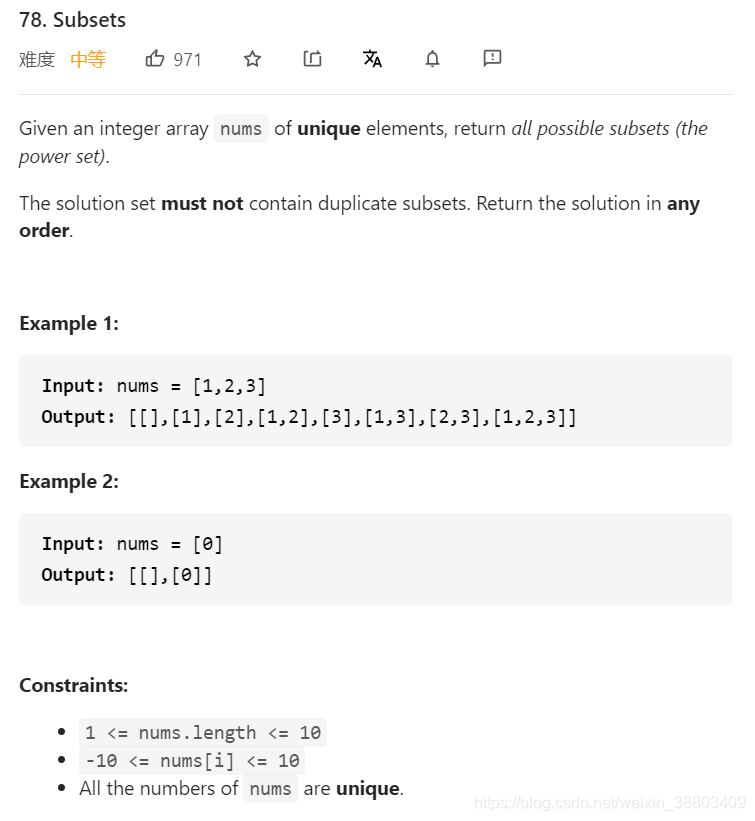 78. Subsets
难度 中等 971
Given an integer array nums of unique elements, return all possible subsets (the
power set).
The solution set must not contain duplicate subsets. Return the solution in any
order.
Example 1:
Input: nums = [1,2,3]
Output: [[],[1],[2],[1,2],[3],[1,3],[2,3],[1,2,3]]
Example 2:
Input: nums = [0]
Output: [[],[0]]
Constraints:
1 <= nums.length <= 10
-10 <= nums[i] <= 10
All the numbers of nums are unique.
https://blog.csdn.net/weixin_38803409